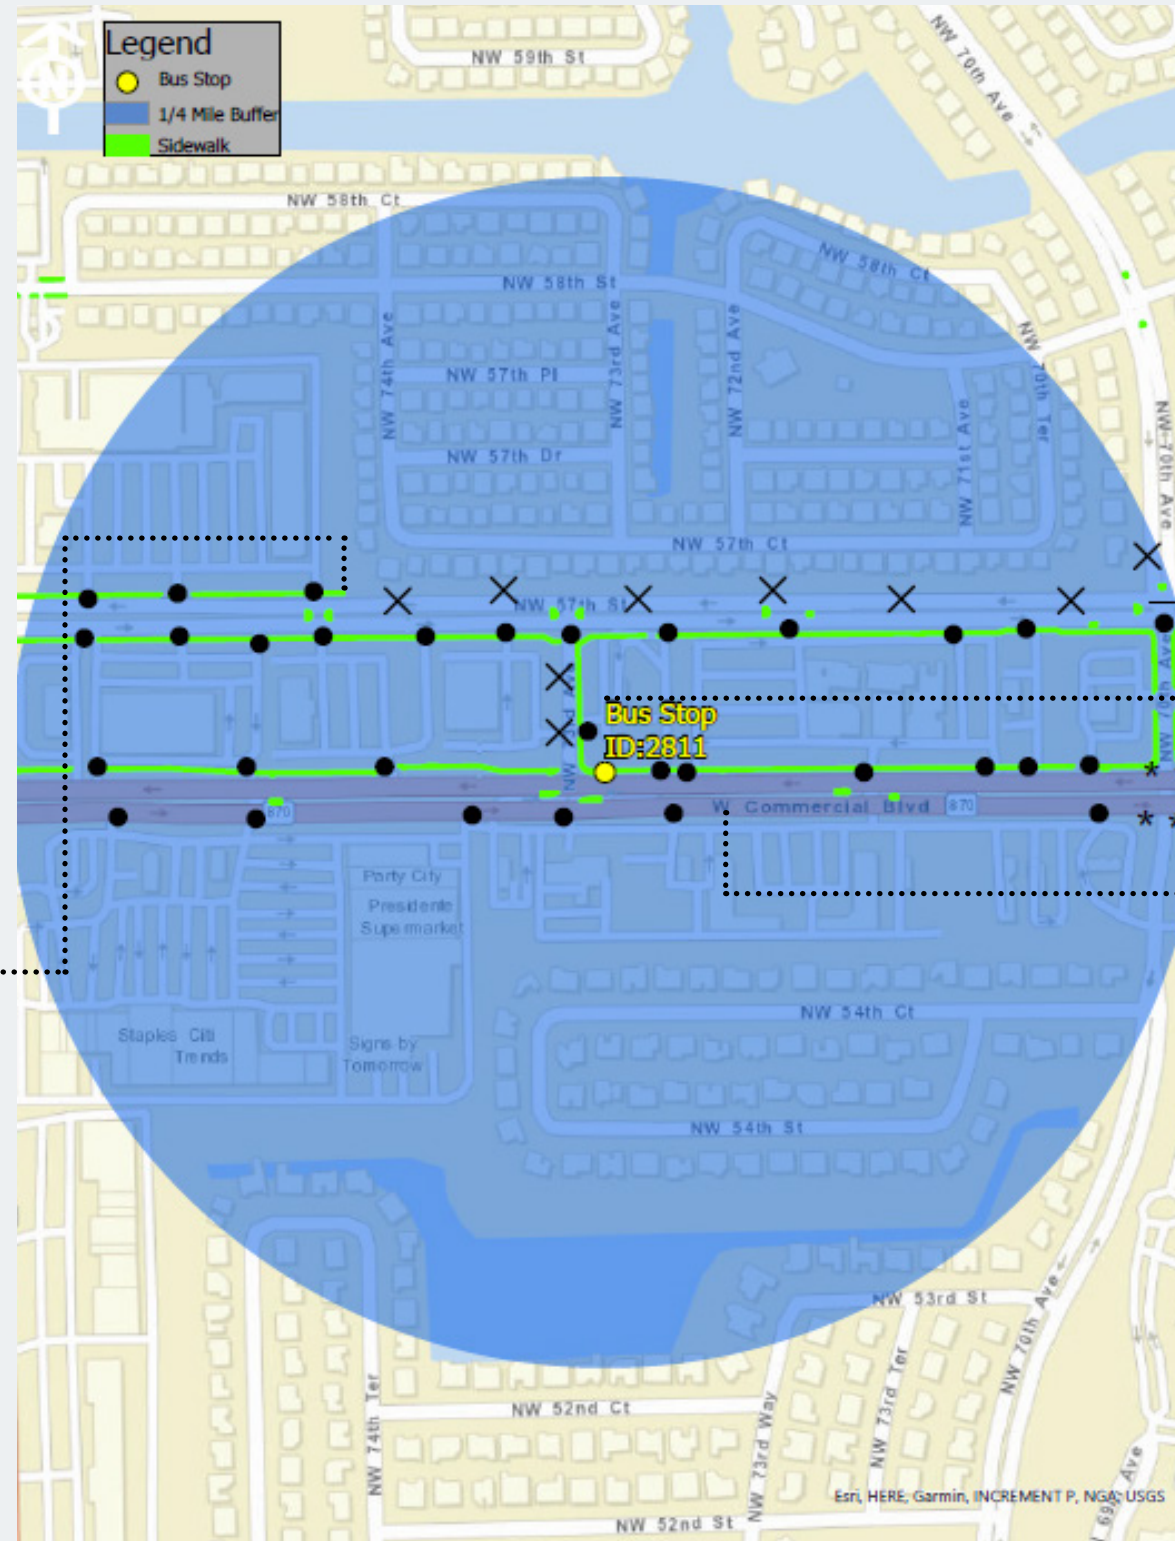 Legend
Bus Stop
1/4 Mile Buffer
Sidewalk
N
NW 59th St
NW 70th Ave
NW 58th Ct
NW 58th Ct
NW 58th St
NW 74th Ave
NW 73rd Ave
NW 72nd Ave
NW 70th Ter
NW 57th Pl
NW 71st Ave
NW 70th Ave
NW 57th Dr
NW 57th Ct
NW 57th St
Bus Stop
ID:2811
W Commercial Blvd
870
870
Party City
Presidente
Supermarket
NW 54th Ct
Staples Citi
Trends
Signs by
Tomorrow
NW 54th St
NW 53rd St
NW 70th Ave
NW 73rd Ter
NW 52nd Ct
NW 74th Ter
NW 73rd Way
Esri, HERE, Garmin, INCREMENT P, NGA, USGS
NW 52nd St